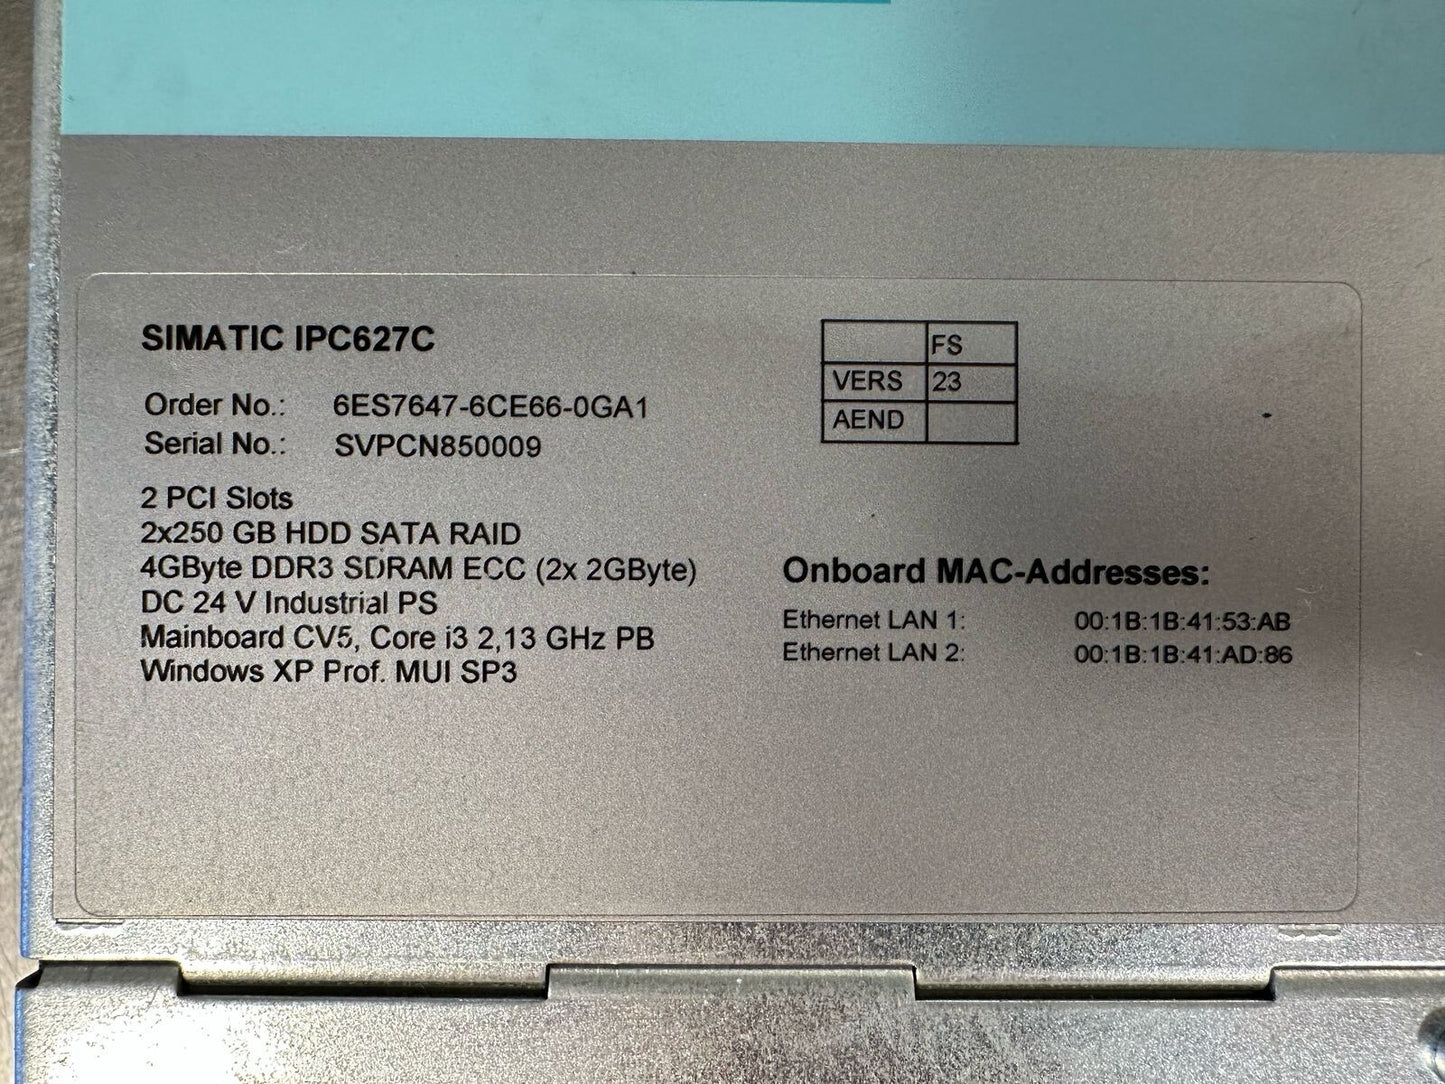 SIMATIC IPC627C
Order No.: 6ES7647-6CE66-0GA1
Serial No.: SVPCN850009
2 PCI Slots
2x250 GB HDD SATA RAID
4GByte DDR3 SDRAM ECC (2x 2GByte)
DC 24 V Industrial PS
Mainboard CV5, Core i3 2,13 GHz PB
Windows XP Prof. MUI SP3
FS
VERS 23
AEND
Onboard MAC-Addresses:
Ethernet LAN 1: 00:1B:1B:41:53:AB
Ethernet LAN 2: 00:1B:1B:41:AD:86